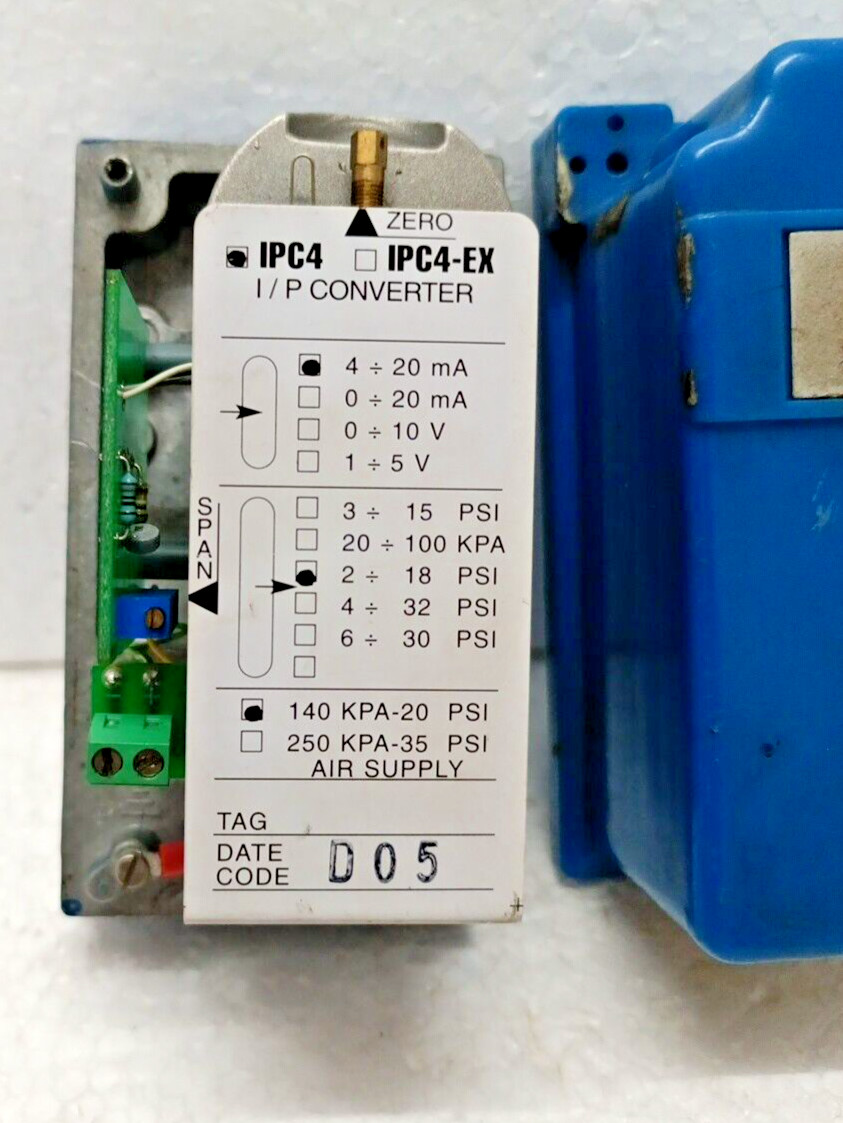 ZERO
IPC4 IPC4-EX
I / P CONVERTER
4 ÷ 20 mA
0 ÷ 20 mA
0 ÷ 10 V
1 ÷ 5 V
SPAN
3 ÷ 15 PSI
20 ÷ 100 KPA
2 ÷ 18 PSI
4 ÷ 32 PSI
6 ÷ 30 PSI
140 KPA-20 PSI
250 KPA-35 PSI
AIR SUPPLY
TAG
DATE CODE D05